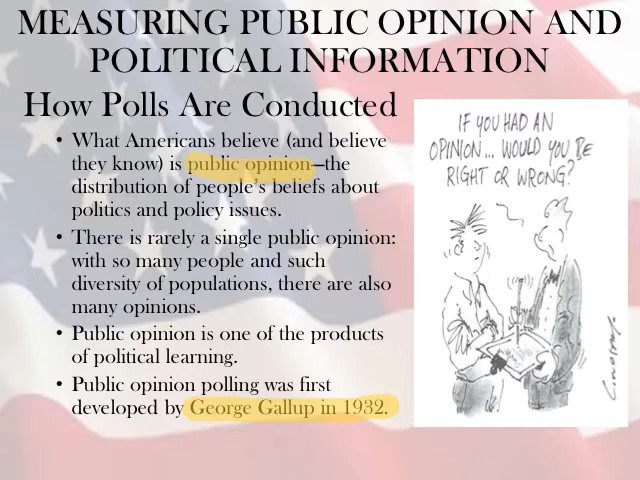 MEASURING PUBLIC OPINION AND
POLITICAL INFORMATION
How Polls Are Conducted
• What Americans believe (and believe
they know) is public opinion—the
distribution of people's beliefs about
politics and policy issues.
• There is rarely a single public opinion:
with so many people and such
diversity of populations, there are also
many opinions.
• Public opinion is one of the products
of political learning.
• Public opinion polling was first
developed by George Gallup in 1932.
IF YOU HAD AN
OPINION... WOULD YOU BE
RIGHT OR WRONG?